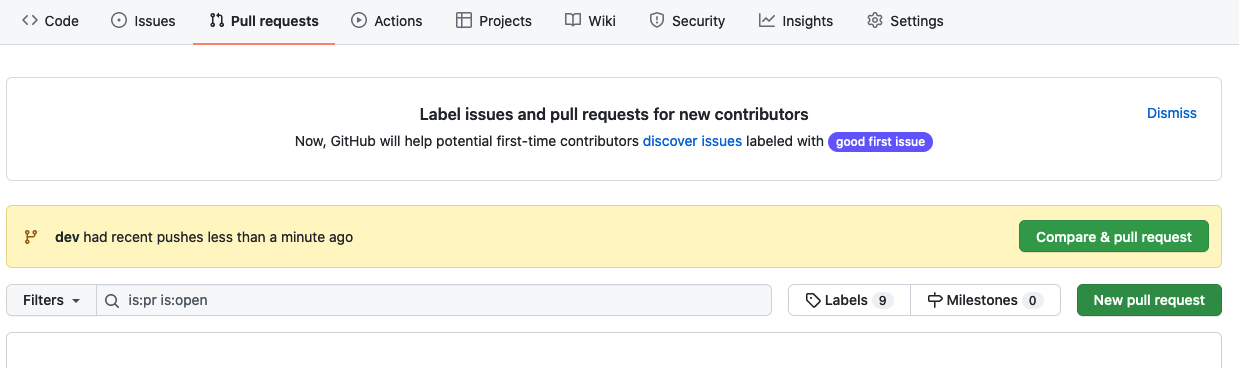 Code Issues Pull requests Actions Projects Wiki Security Insights Settings
Label issues and pull requests for new contributors
Dismiss
Now, GitHub will help potential first-time contributors discover issues labeled with good first issue
dev had recent pushes less than a minute ago
Compare & pull request
Filters is:pr is:open Labels 9 Milestones 0 New pull request